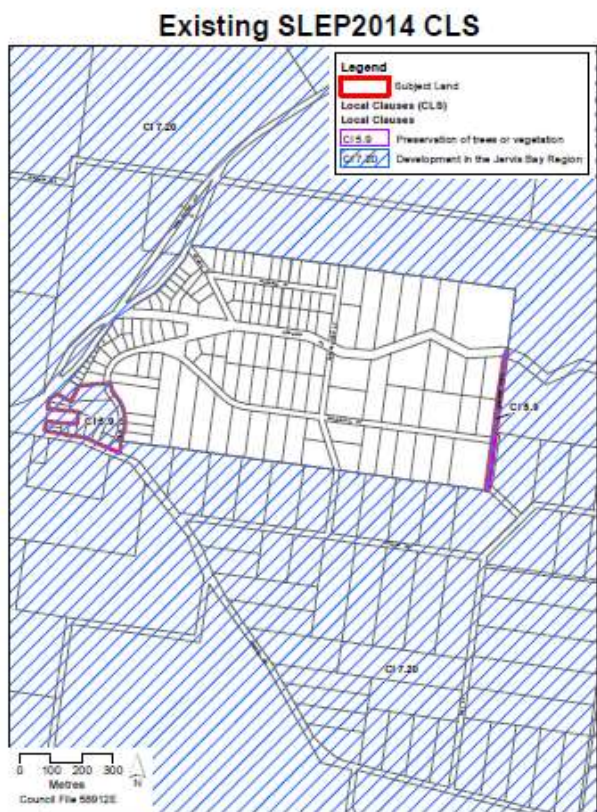 Existing SLEP2014 CLS
Legend
Subject Land
Local Clauses (CLS)
Local Clauses
Cl 5.9 Preservation of trees or vegetation
Cl 7.20 Development in the Jervis Bay Region
Cl 7.20
Cl 5.9
Cl 5.9
Cl 7.20
0 100 200 300
Metres
N
Council File 58912E